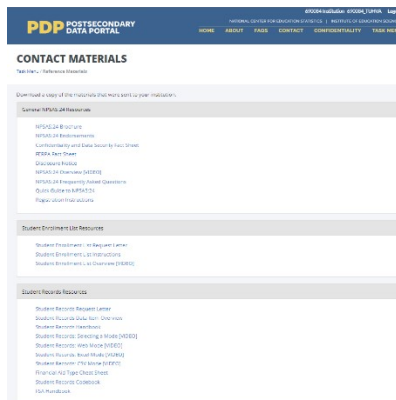 PDP POSTSECONDARY DATA PORTAL
NATIONAL CENTER FOR EDUCATION STATISTICS | INSTITUTE OF EDUCATION
HOME ABOUT FAQS CONTACT CONFIDENTIALITY TASK
CONTACT MATERIALS
/ Reference Materials
Download a copy of the materials that were sent to your institution.
General NPSAS:24 Resources
NPSAS:24 Brochure
NPSAS:24 Endorsements
Confidentiality and Data Security Fact Sheet
FERPA Fact Sheet
Disclosure Notice
NPSAS:24 Overview [VIDEO]
NPSAS:24 Frequently Asked Questions
Quick Guide to NPSAS:24
Registration Instructions
Student Enrollment List Resources
Student Enrollment List Request Letter
Student Enrollment List Instructions
Student Enrollment List Overview [VIDEO]
Student Records Resources
Student Records Request Letter
Student Records Data Item Overview
Student Records Handbook
Student Records: Selecting a Mode [VIDEO]
Student Records: Web Mode [VIDEO]
Student Records: Excel Mode [VIDEO]
Student Records: CSV Mode [VIDEO]
Financial Aid Type Cheat Sheet
Student Records Codebook
FSA Handbook